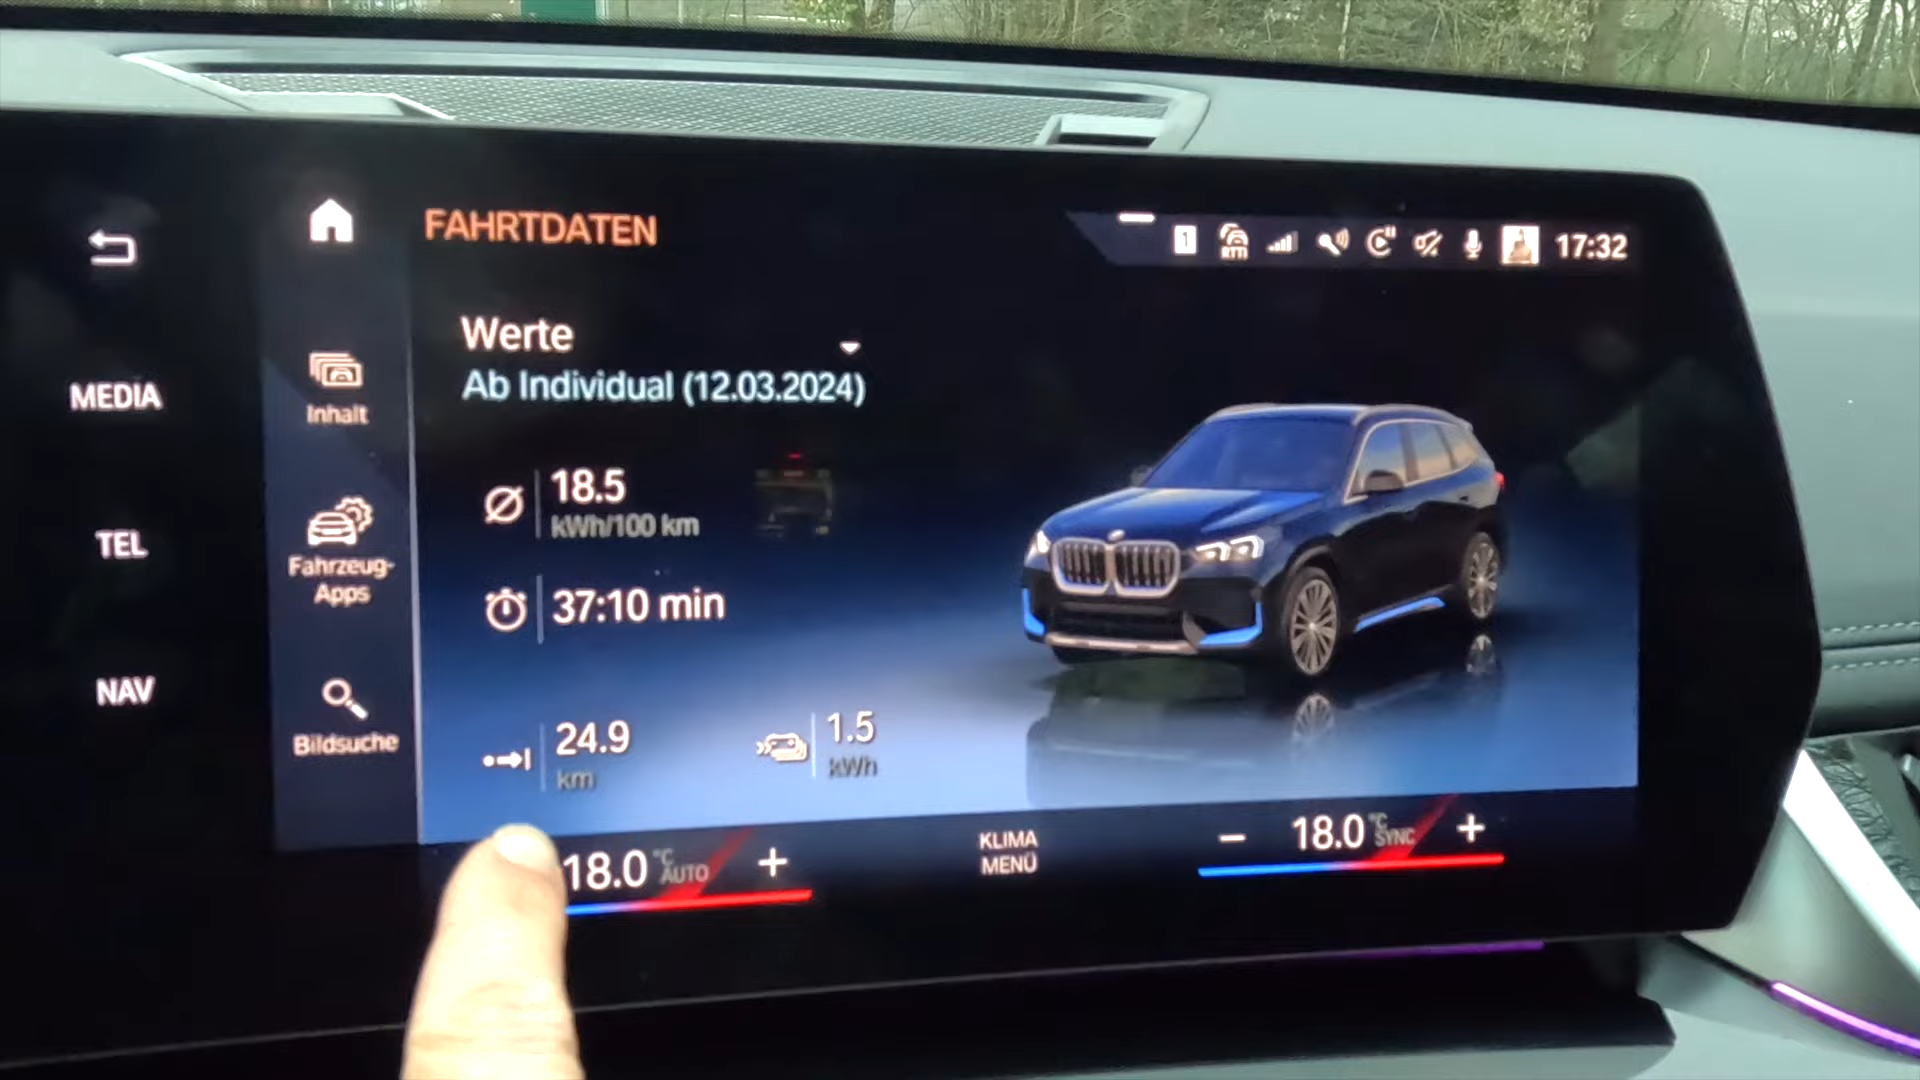 FAHRTDATEN
1
RTTI
17:32
MEDIA
TEL
NAV
Inhalt
Fahrzeug-
Apps
Bildsuche
Werte
Ab Individual (12.03.2024)
18.5
kWh/100 km
37:10 min
24.9
km
1.5
kWh
18.0 °C
AUTO
+
KLIMA
MENÜ
− 18.0 °C
SYNC
+